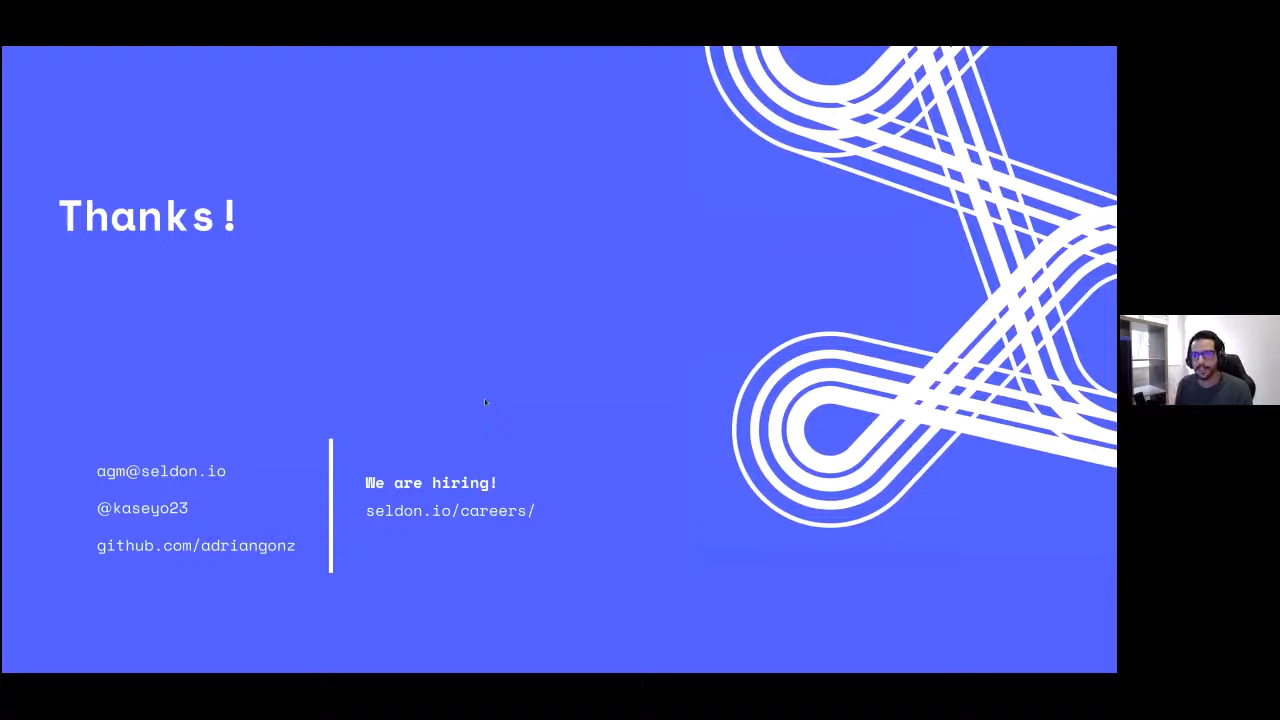 Thanks!
agm@seldon.io
@kaseyo23
github.com/adriangonz
We are hiring!
seldon.io/careers/